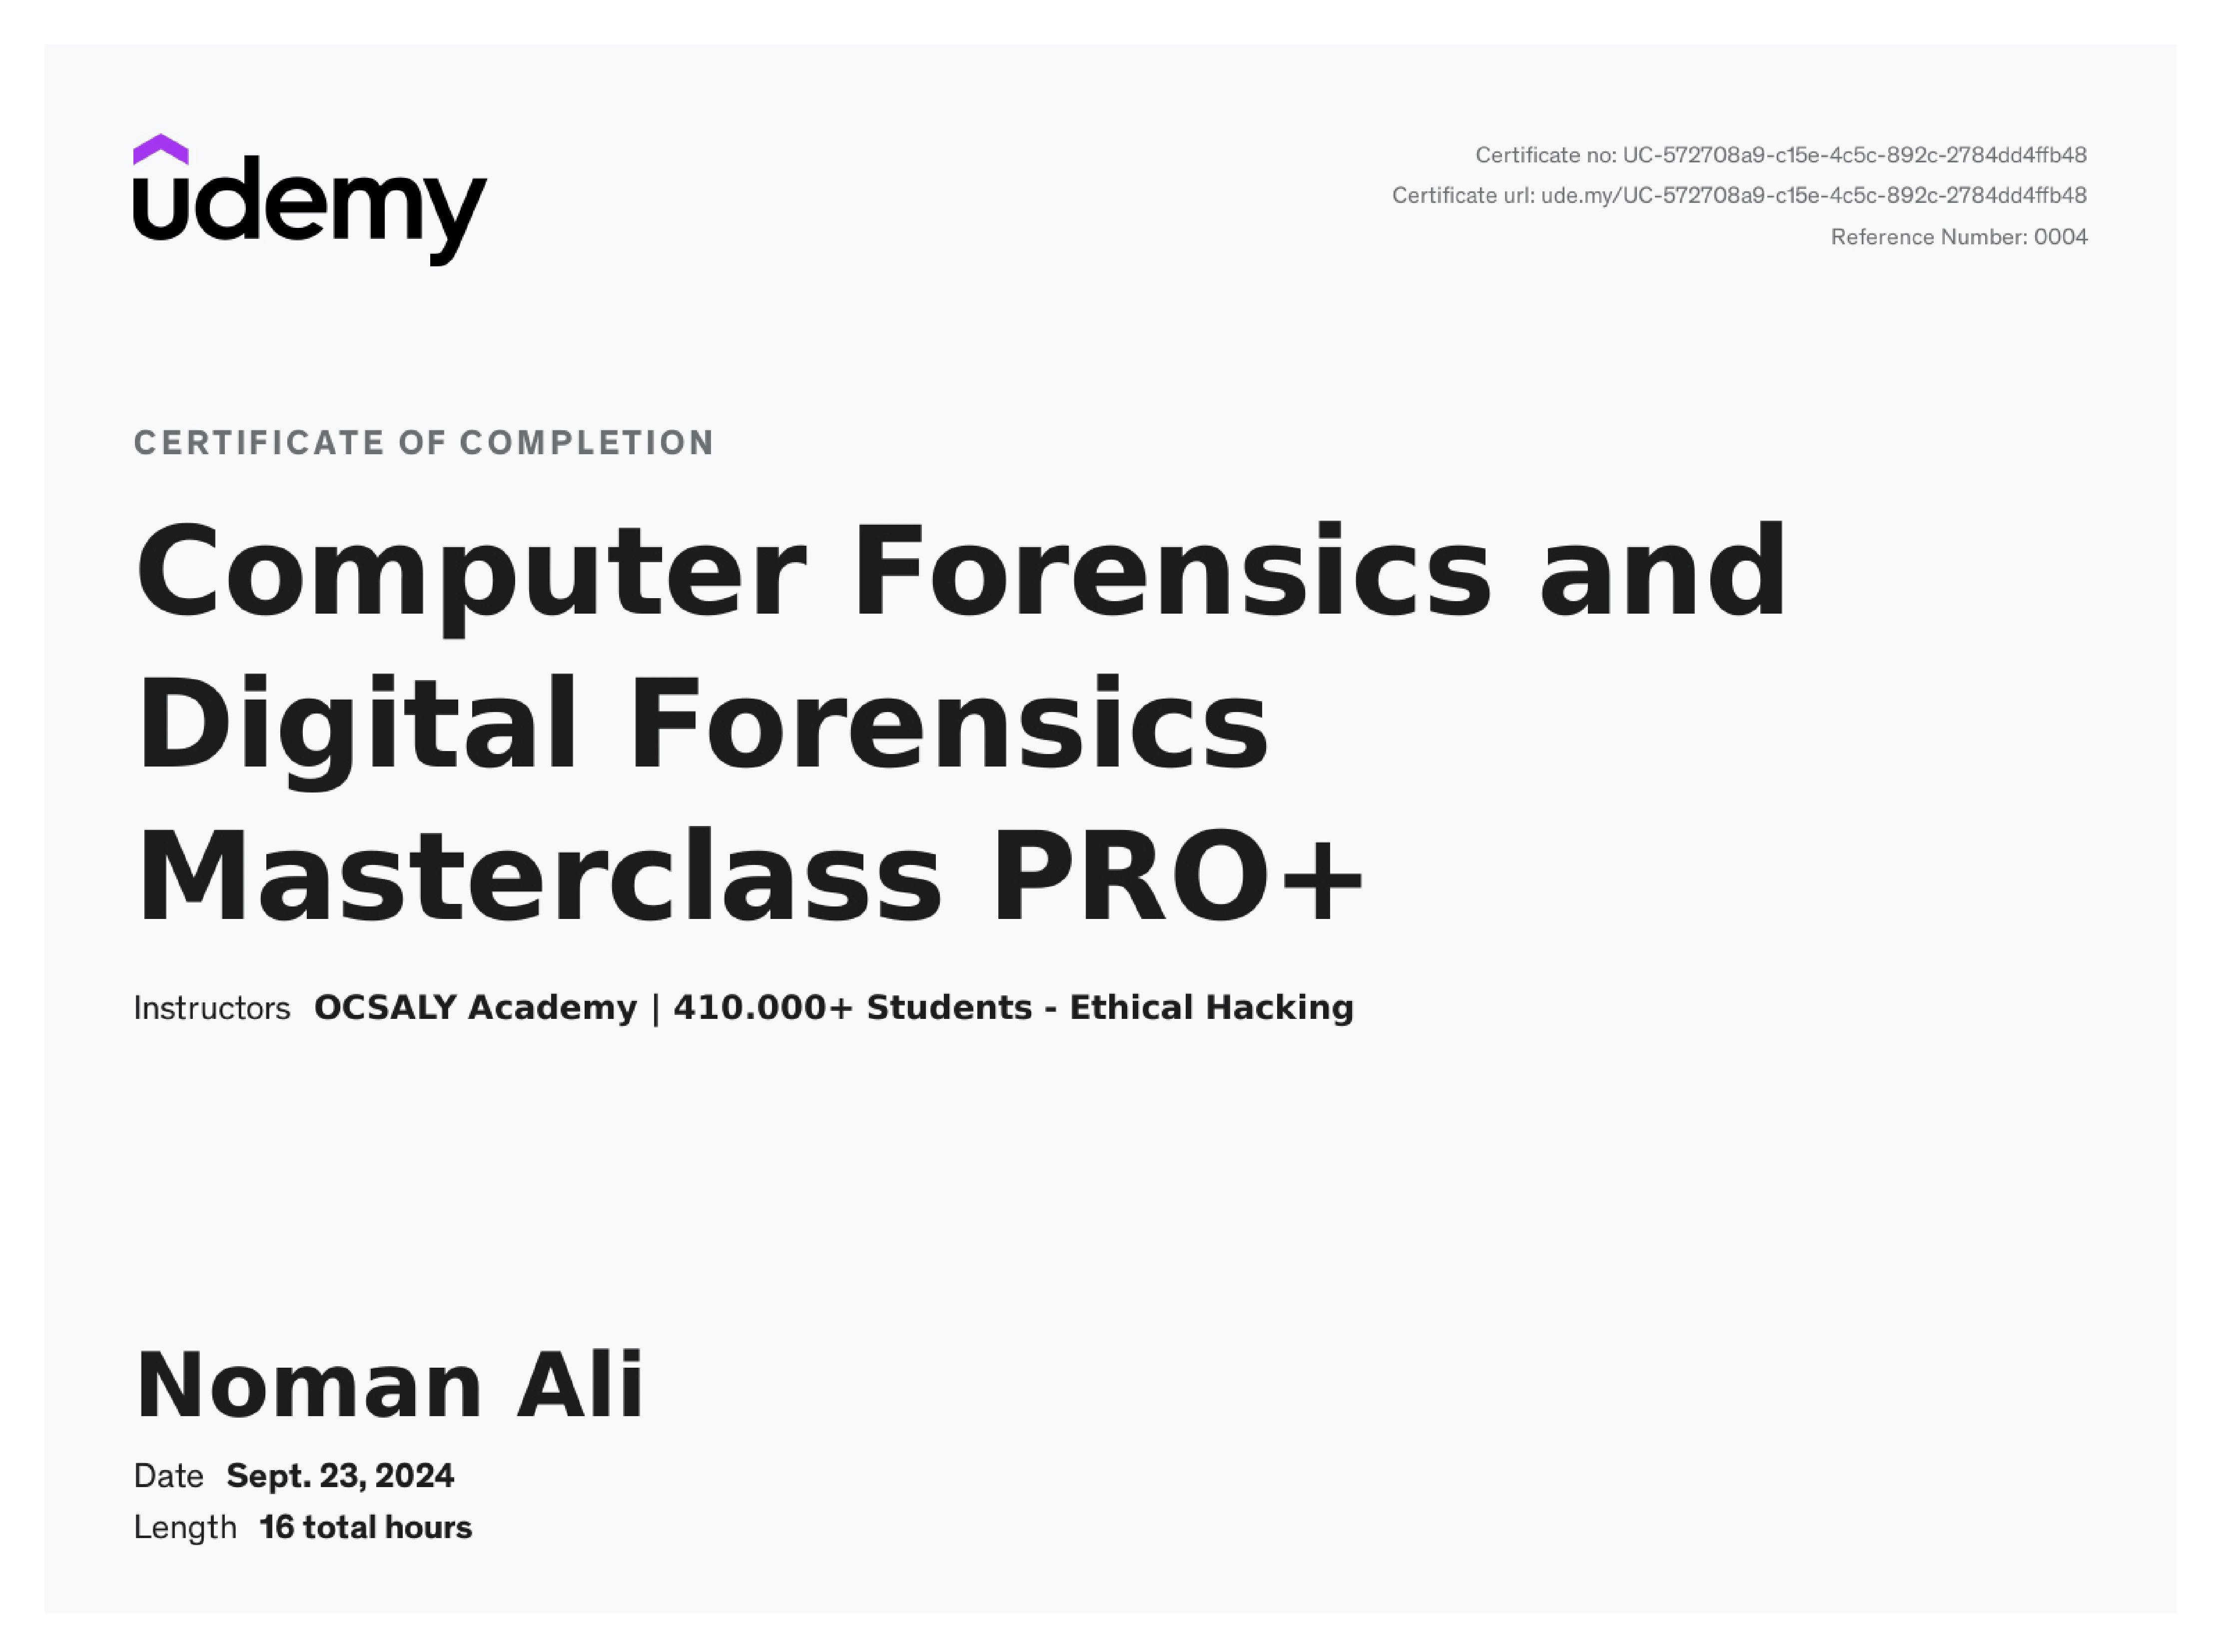 udemy
Certificate no: UC-572708a9-c15e-4c5c-892c-2784dd4ffb48
Certificate url: ude.my/UC-572708a9-c15e-4c5c-892c-2784dd4ffb48
Reference Number: 0004
CERTIFICATE OF COMPLETION
Computer Forensics and
Digital Forensics
Masterclass PRO+
Instructors OCSALY Academy | 410.000+ Students - Ethical Hacking
Noman Ali
Date Sept. 23, 2024
Length 16 total hours